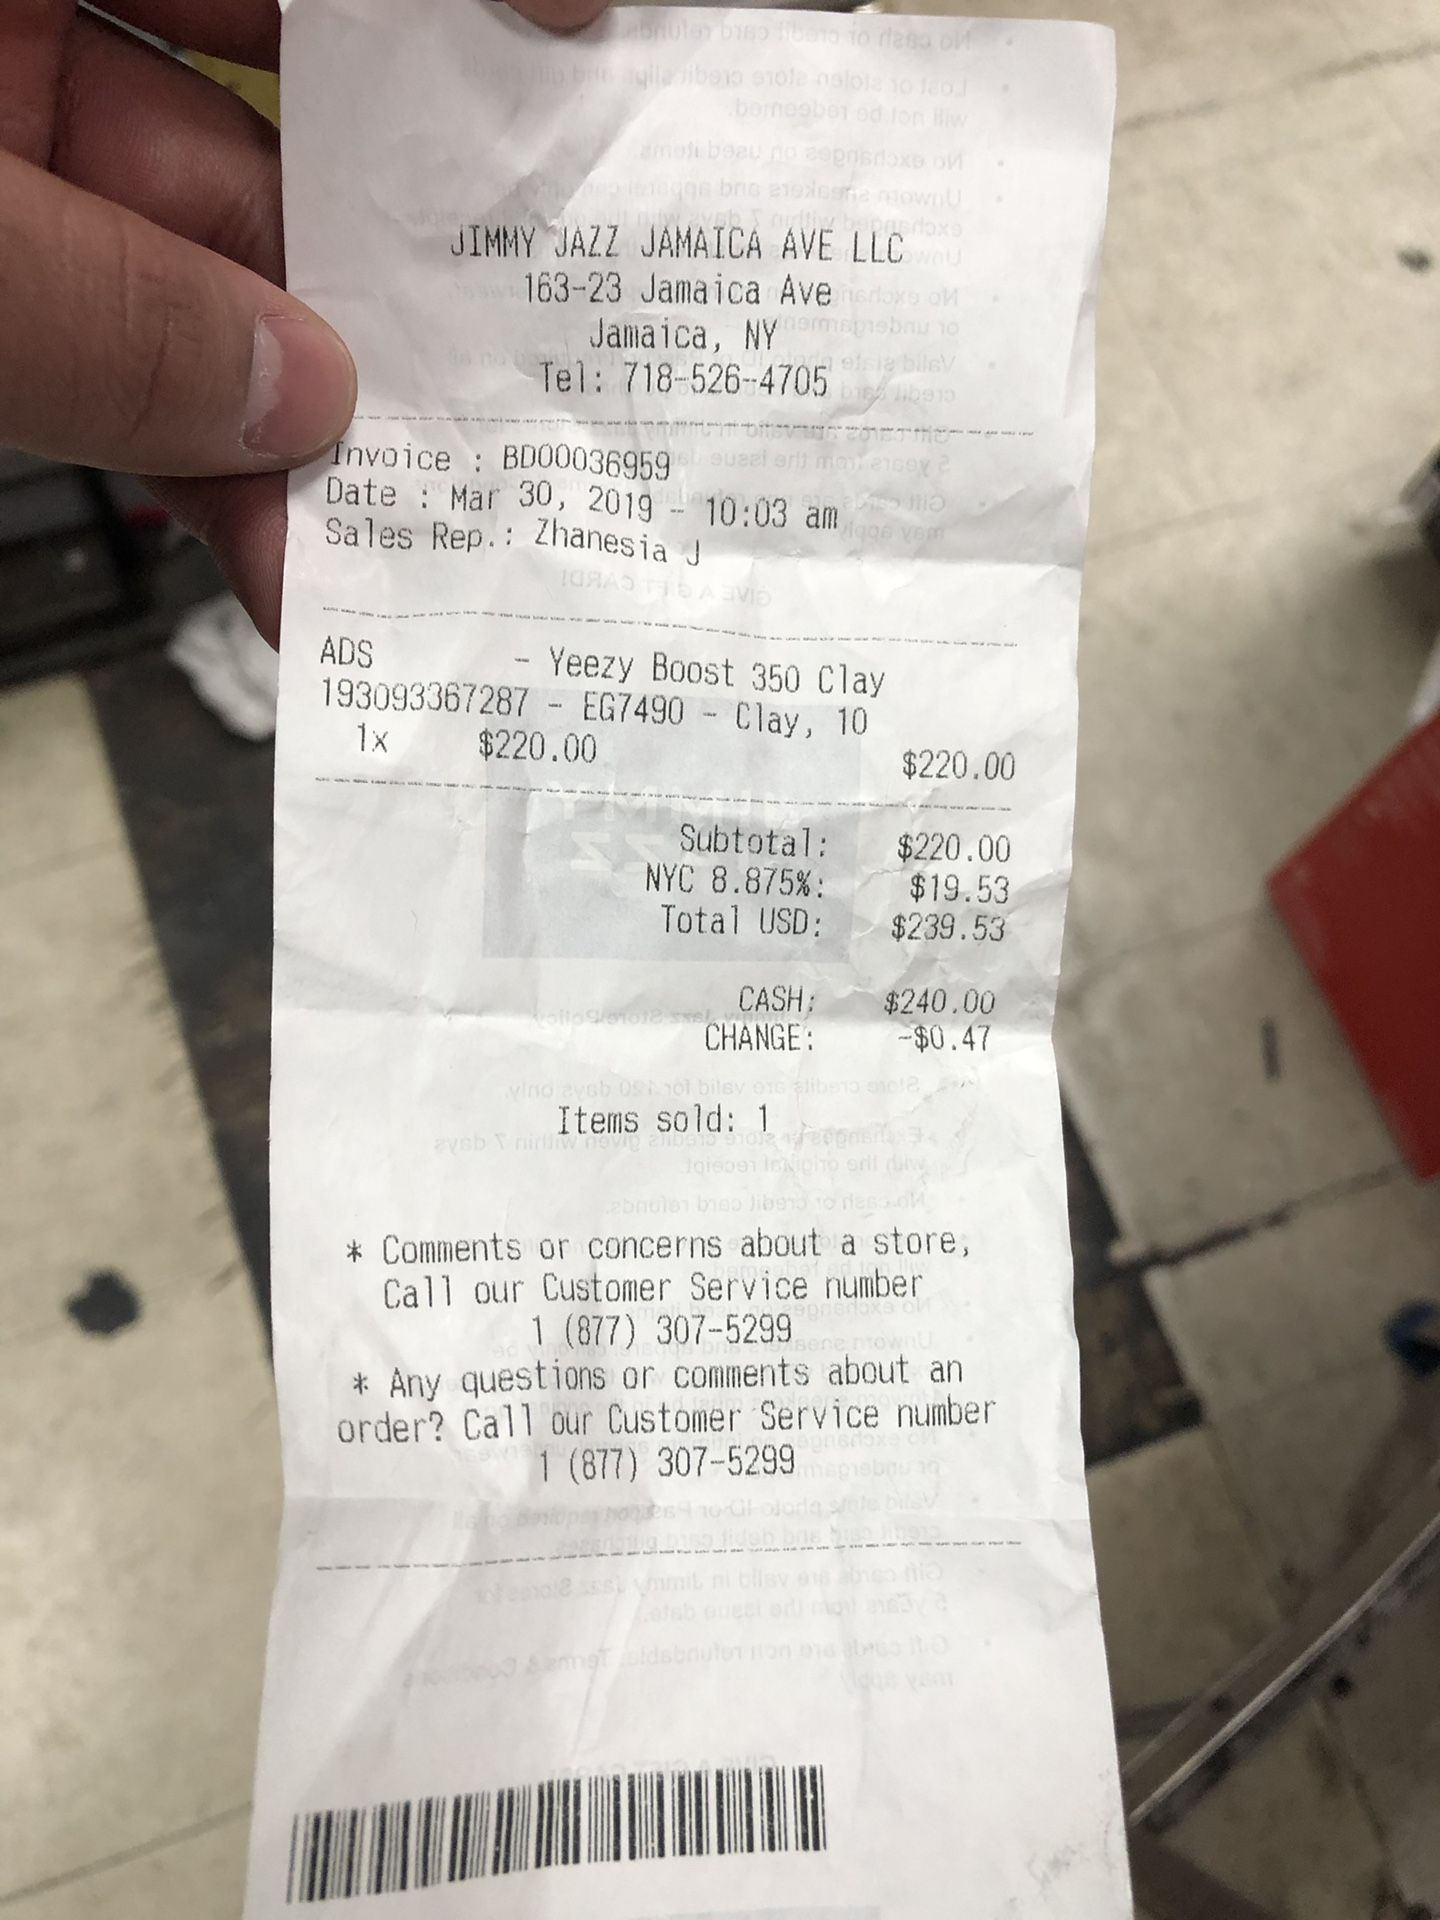 JIMMY JAZZ JAMAICA AVE LLC
163-23 Jamaica Ave
Jamaica, NY
Tel: 718-526-4705
Invoice : BD00036959
Date : Mar 30, 2019 - 10:03 am
Sales Rep.: Zhanesia J
ADS - Yeezy Boost 350 Clay
193093367287 - EG7490 - Clay, 10
1x $220.00 $220.00
Subtotal: $220.00
NYC 8.875%: $19.53
Total USD: $239.53
CASH: $240.00
CHANGE: -$0.47
Items sold: 1
* Comments or concerns about a store,
Call our Customer Service number
1 (877) 307-5299
* Any questions or comments about an
order? Call our Customer Service number
1 (877) 307-5299